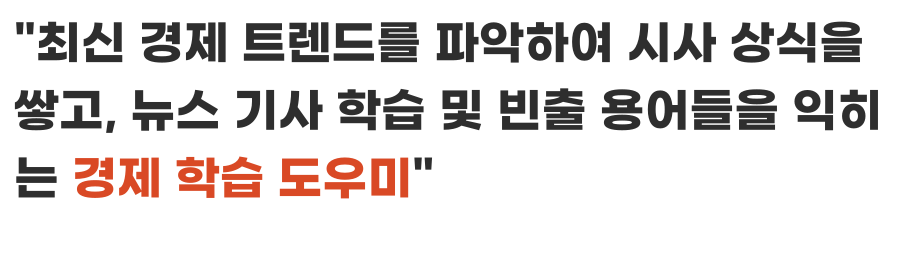 "최신 경제 트렌드를 파악하여 시사 상식을
쌓고, 뉴스 기사 학습 및 빈출 용어들을 익히
는 경제 학습 도우미"